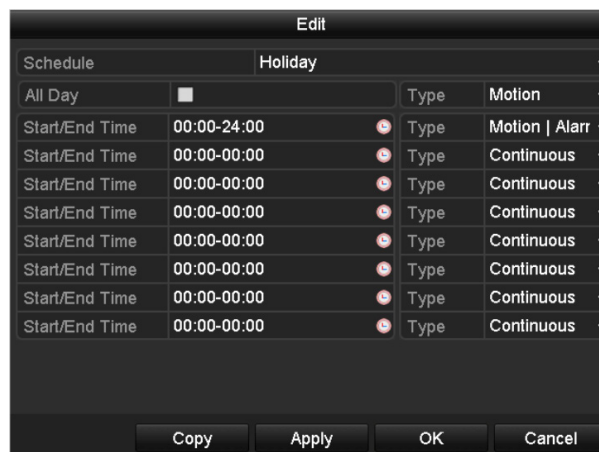 Edit
Schedule Holiday
All Day Type Motion
Start/End Time 00:00-24:00 Type Motion | Alarr
Start/End Time 00:00-00:00 Type Continuous
Start/End Time 00:00-00:00 Type Continuous
Start/End Time 00:00-00:00 Type Continuous
Start/End Time 00:00-00:00 Type Continuous
Start/End Time 00:00-00:00 Type Continuous
Start/End Time 00:00-00:00 Type Continuous
Start/End Time 00:00-00:00 Type Continuous
Copy Apply OK Cancel